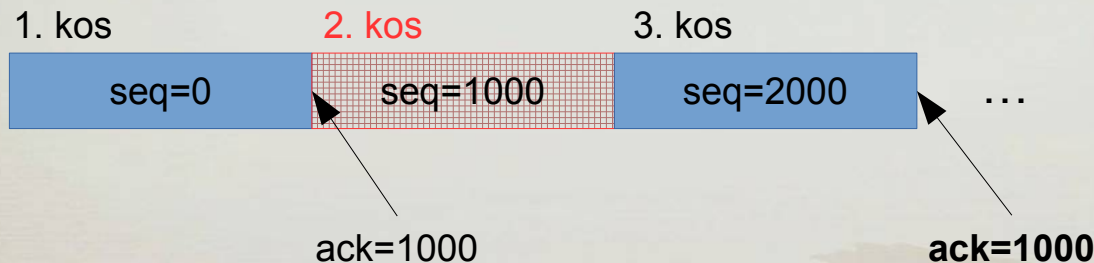 1. kos 2. kos 3. kos
seq=0 seq=1000 seq=2000 ...
ack=1000 ack=1000